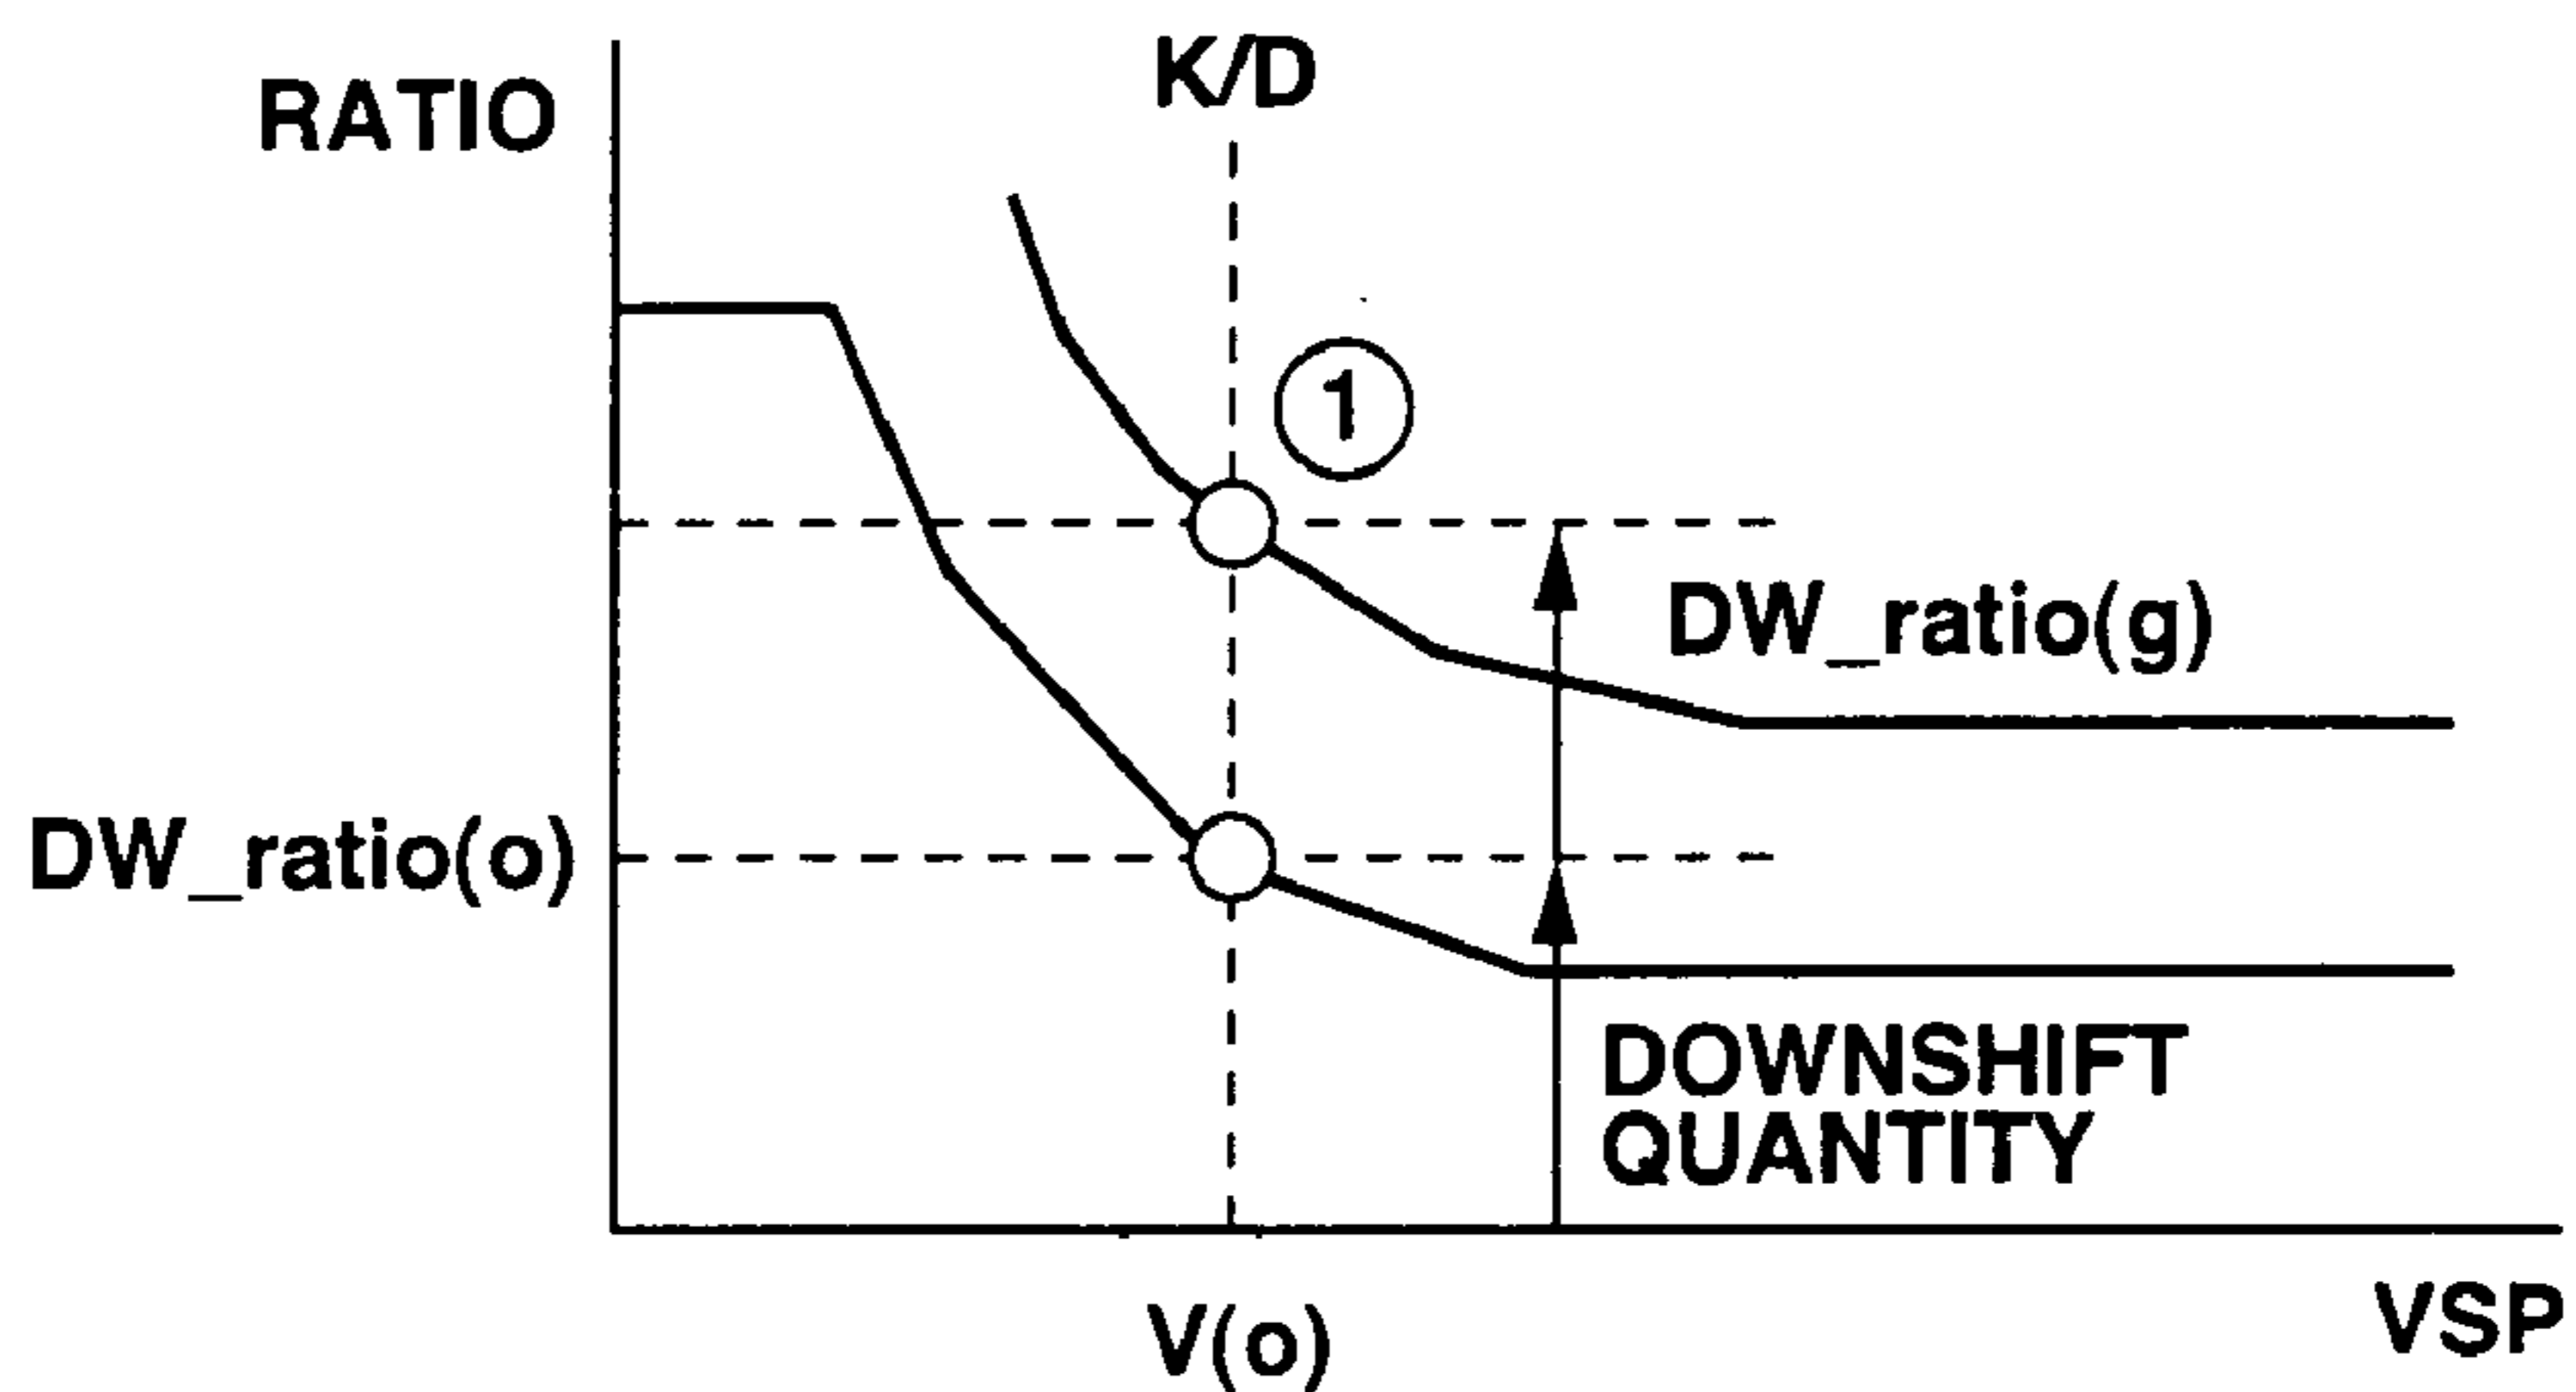 K/D
RATIO
1
DW_ratio(g)
DW_ratio(o)
DOWNSHIFT
QUANTITY
V(o)
VSP